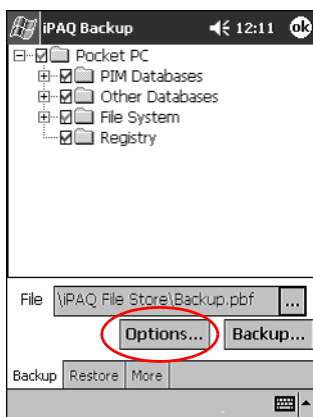 iPAQ Backup 12:11 ok
Pocket PC
PIM Databases
Other Databases
File System
Registry
File \iPAQ File Store\Backup.pbf ...
Options... Backup...
Backup Restore More